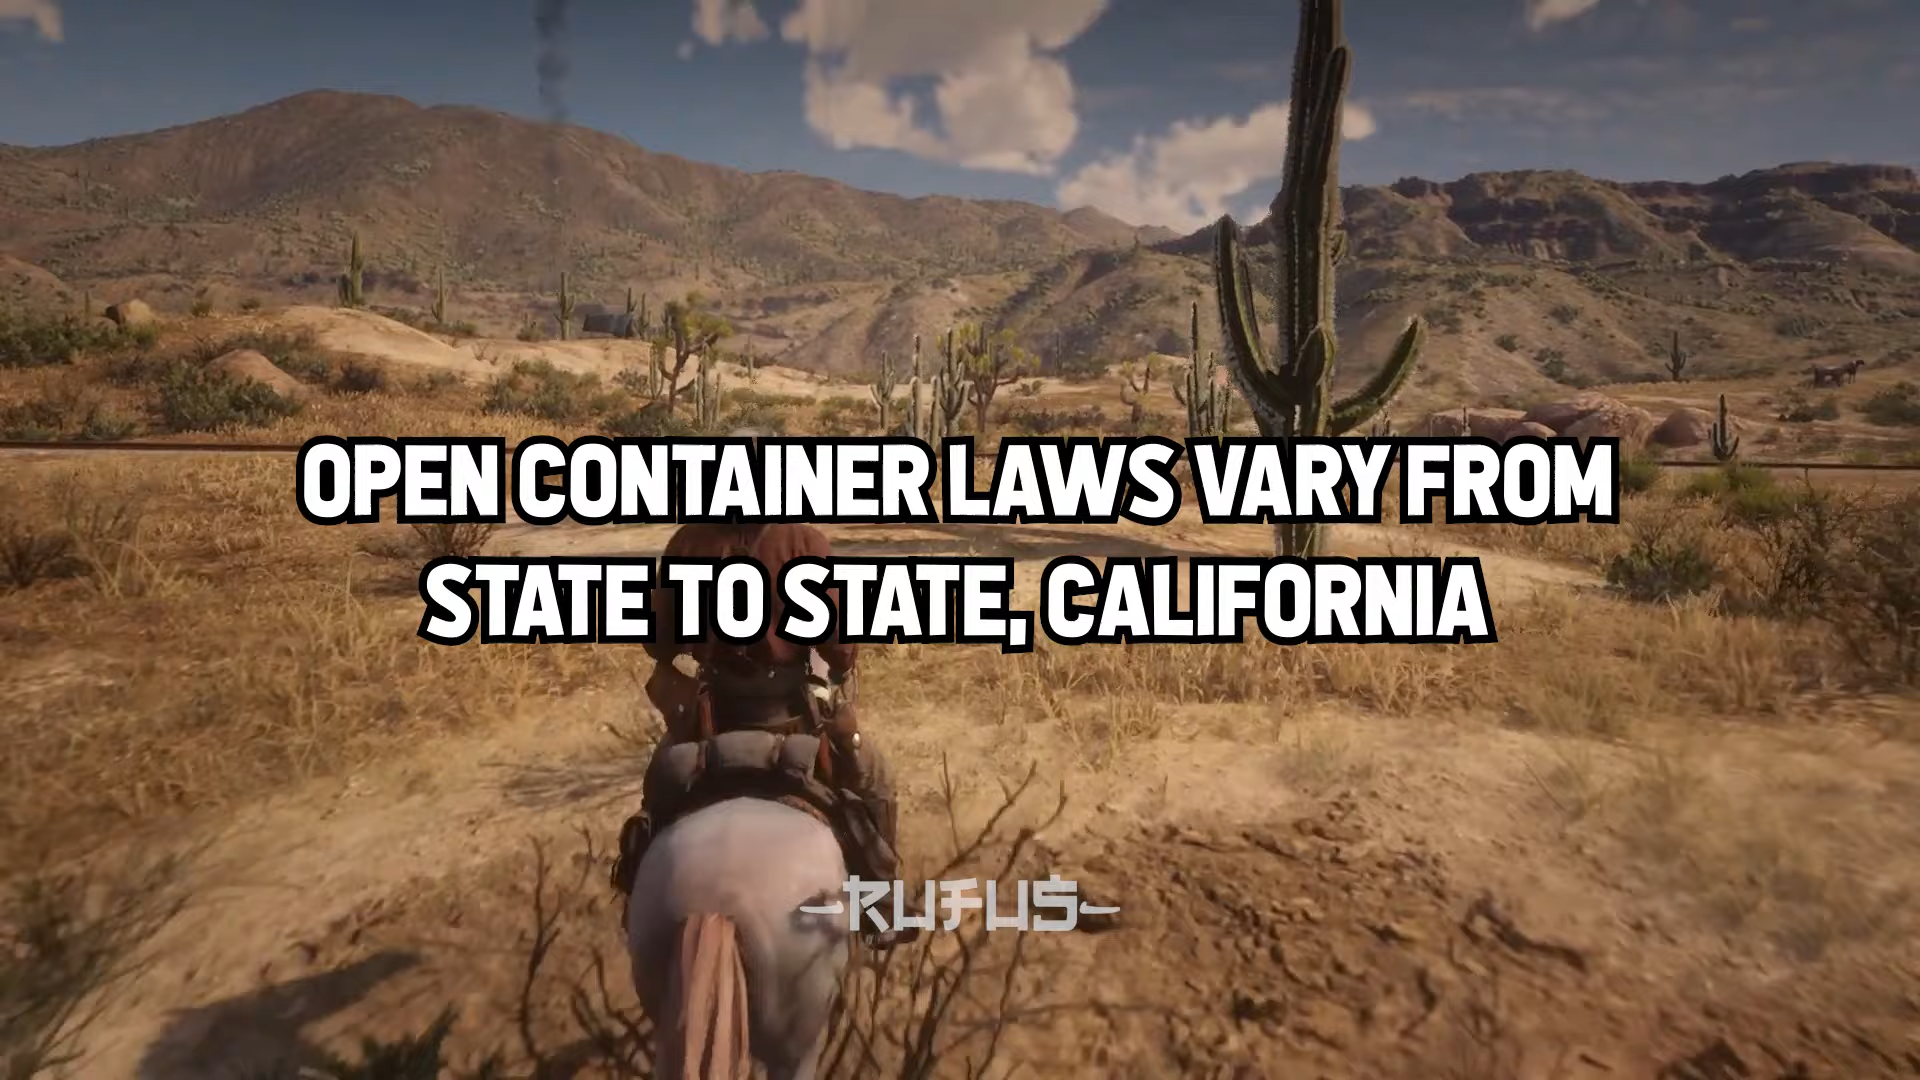 OPEN CONTAINER LAWS VARY FROM
STATE TO STATE, CALIFORNIA
-RUFUS-